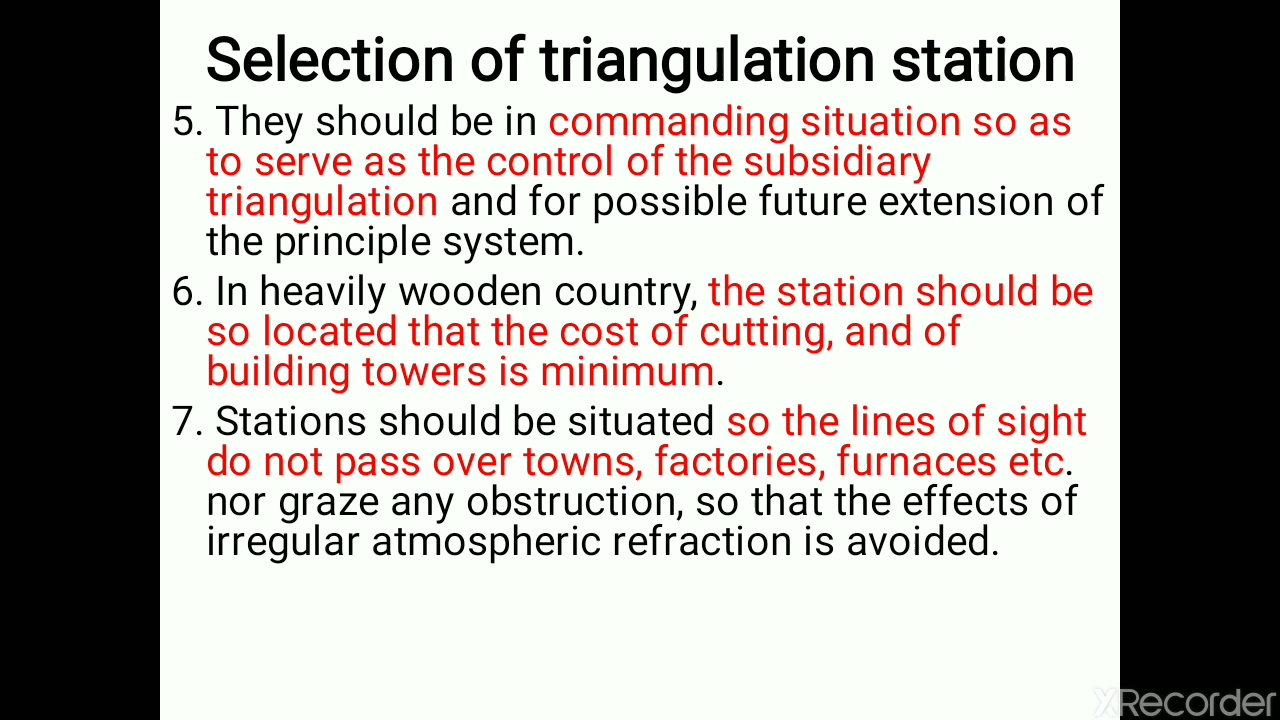 Selection of triangulation station
5. They should be in commanding situation so as
to serve as the control of the subsidiary
triangulation and for possible future extension of
the principle system.
6. In heavily wooden country, the station should be
so located that the cost of cutting, and of
building towers is minimum.
7. Stations should be situated so the lines of sight
do not pass over towns, factories, furnaces etc.
nor graze any obstruction, so that the effects of
irregular atmospheric refraction is avoided.
XRecorder